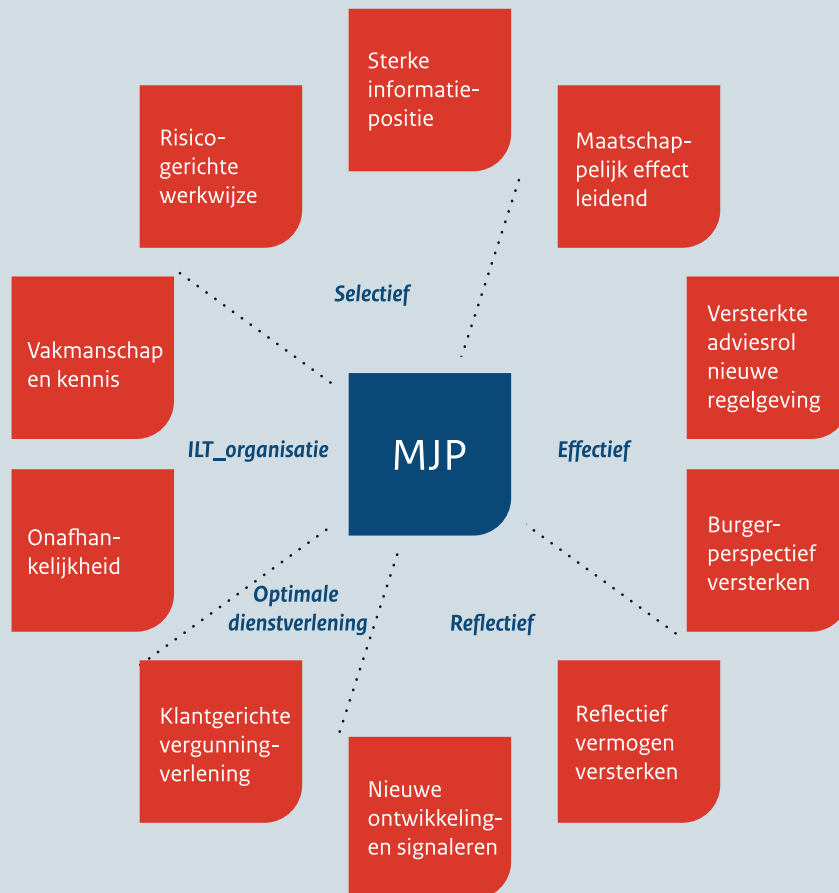 Sterke
informatie-
positie
Risico-
gerichte
werkwijze
Maatschap-
pelijk effect
leidend
Selectief
Vakmanschap
en kennis
Versterkte
adviesrol
nieuwe
regelgeving
ILT_organisatie
MJP
Effectief
Onafhan-
kelijkheid
Burger-
perspectief
versterken
Optimale
dienstverlening
Reflectief
Klantgerichte
vergunning-
verlening
Nieuwe
ontwikkeling-
en signaleren
Reflectief
vermogen
versterken